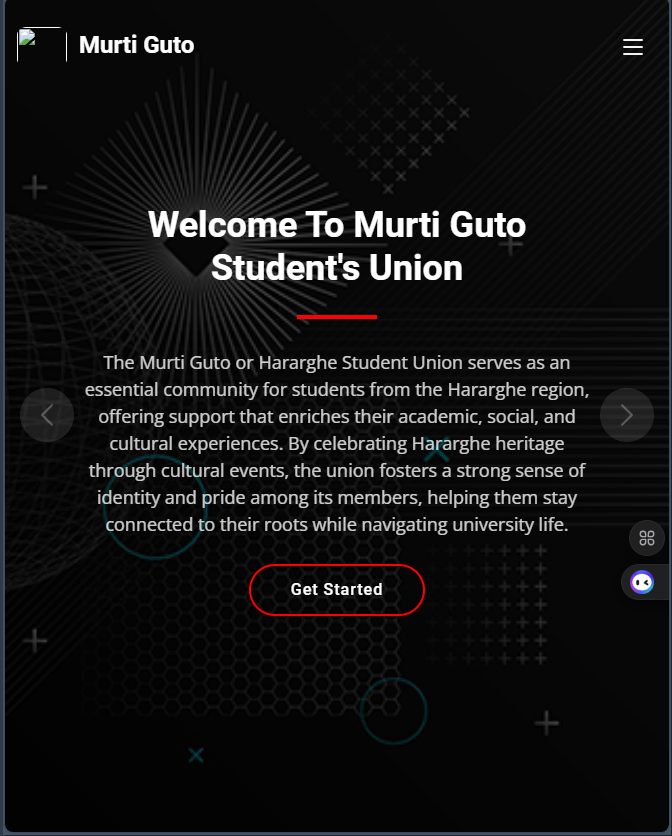 Murti Guto
Welcome To Murti Guto
Student's Union
The Murti Guto or Hararghe Student Union serves as an
essential community for students from the Hararghe region,
offering support that enriches their academic, social, and
cultural experiences. By celebrating Hararghe heritage
through cultural events, the union fosters a strong sense of
identity and pride among its members, helping them stay
connected to their roots while navigating university life.
Get Started